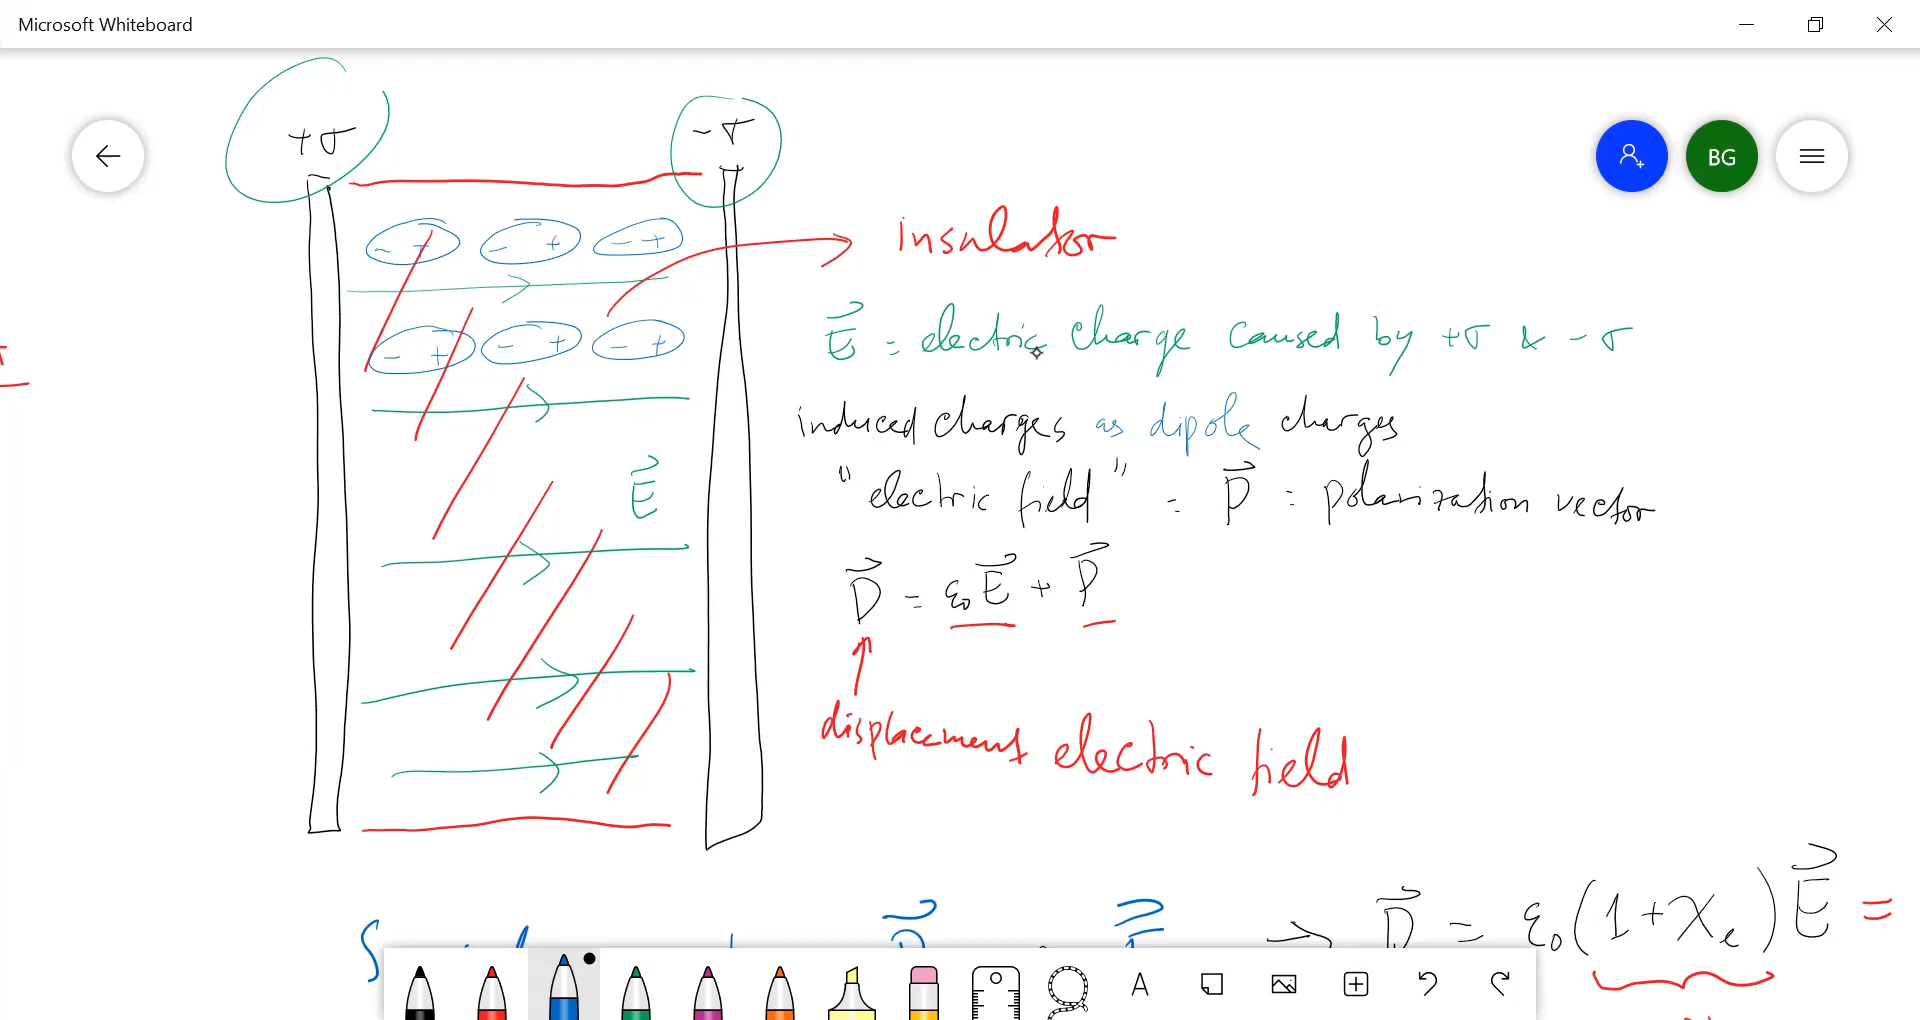 Microsoft Whiteboard
+σ
-σ
BG
- + - + - +
insulator
E⃗ = electric charge caused by +σ & -σ
- + - + - +
induced charges as dipole charges
E⃗
"electric field" = P⃗ = polarization vector
D⃗ = ε₀E⃗ + P⃗
displacement electric field
→ D⃗ = ε₀(1+χₑ)E⃗ =
A